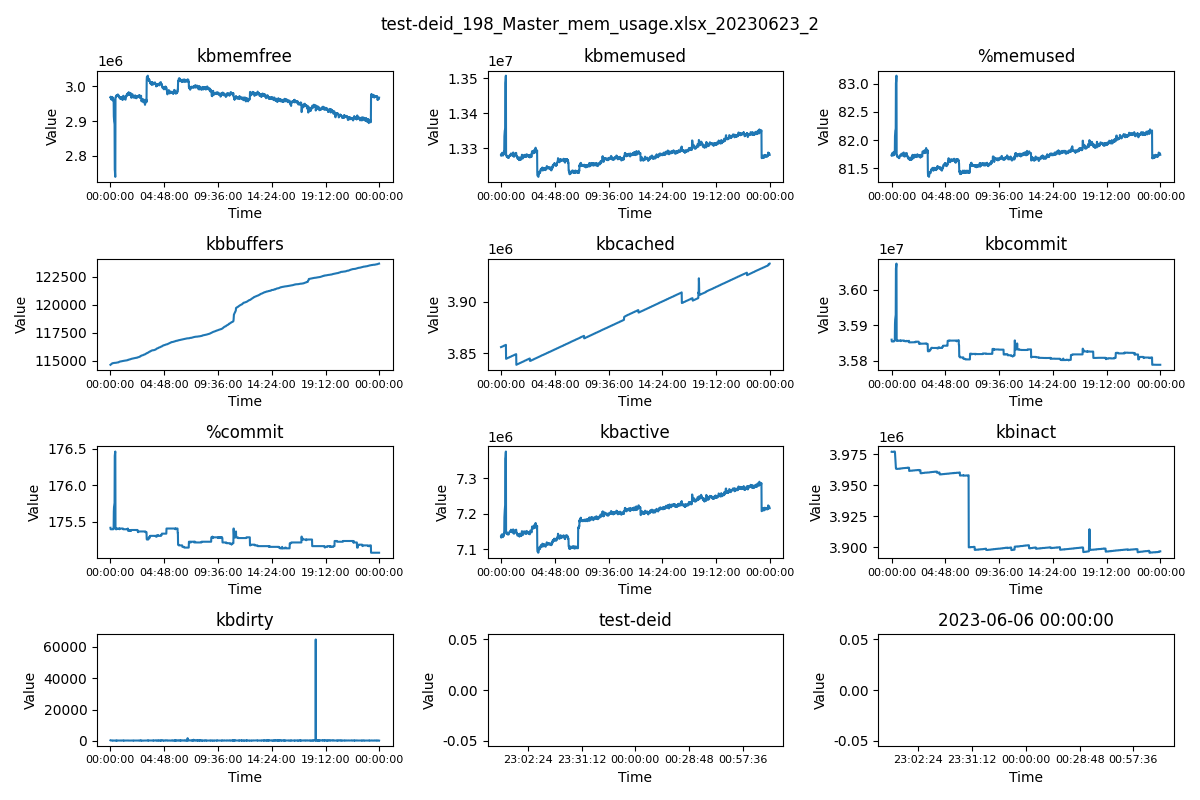 test-deid_198_Master_mem_usage.xlsx_20230623_2
kbmemfree
kbmemused
%memused
1e6
1e7
3.0
2.9
2.8
1.35
1.34
1.33
83.0
82.5
82.0
81.5
Value
Value
Value
00:00:00 04:48:00 09:36:00 14:24:00 19:12:00 00:00:00
00:00:00 04:48:00 09:36:00 14:24:00 19:12:00 00:00:00
00:00:00 04:48:00 09:36:00 14:24:00 19:12:00 00:00:00
Time
Time
Time
kbbuffers
kbcached
kbcommit
1e6
1e7
122500
120000
117500
115000
3.90
3.85
3.60
3.59
3.58
Value
Value
Value
00:00:00 04:48:00 09:36:00 14:24:00 19:12:00 00:00:00
00:00:00 04:48:00 09:36:00 14:24:00 19:12:00 00:00:00
00:00:00 04:48:00 09:36:00 14:24:00 19:12:00 00:00:00
Time
Time
Time
%commit
kbactive
kbinact
1e6
1e6
176.5
176.0
175.5
7.3
7.2
7.1
3.975
3.950
3.925
3.900
Value
Value
Value
00:00:00 04:48:00 09:36:00 14:24:00 19:12:00 00:00:00
00:00:00 04:48:00 09:36:00 14:24:00 19:12:00 00:00:00
00:00:00 04:48:00 09:36:00 14:24:00 19:12:00 00:00:00
Time
Time
Time
kbdirty
test-deid
2023-06-06 00:00:00
60000
40000
20000
0
0.05
0.00
-0.05
0.05
0.00
-0.05
Value
Value
Value
00:00:00 04:48:00 09:36:00 14:24:00 19:12:00 00:00:00
23:02:24 23:31:12 00:00:00 00:28:48 00:57:36
23:02:24 23:31:12 00:00:00 00:28:48 00:57:36
Time
Time
Time